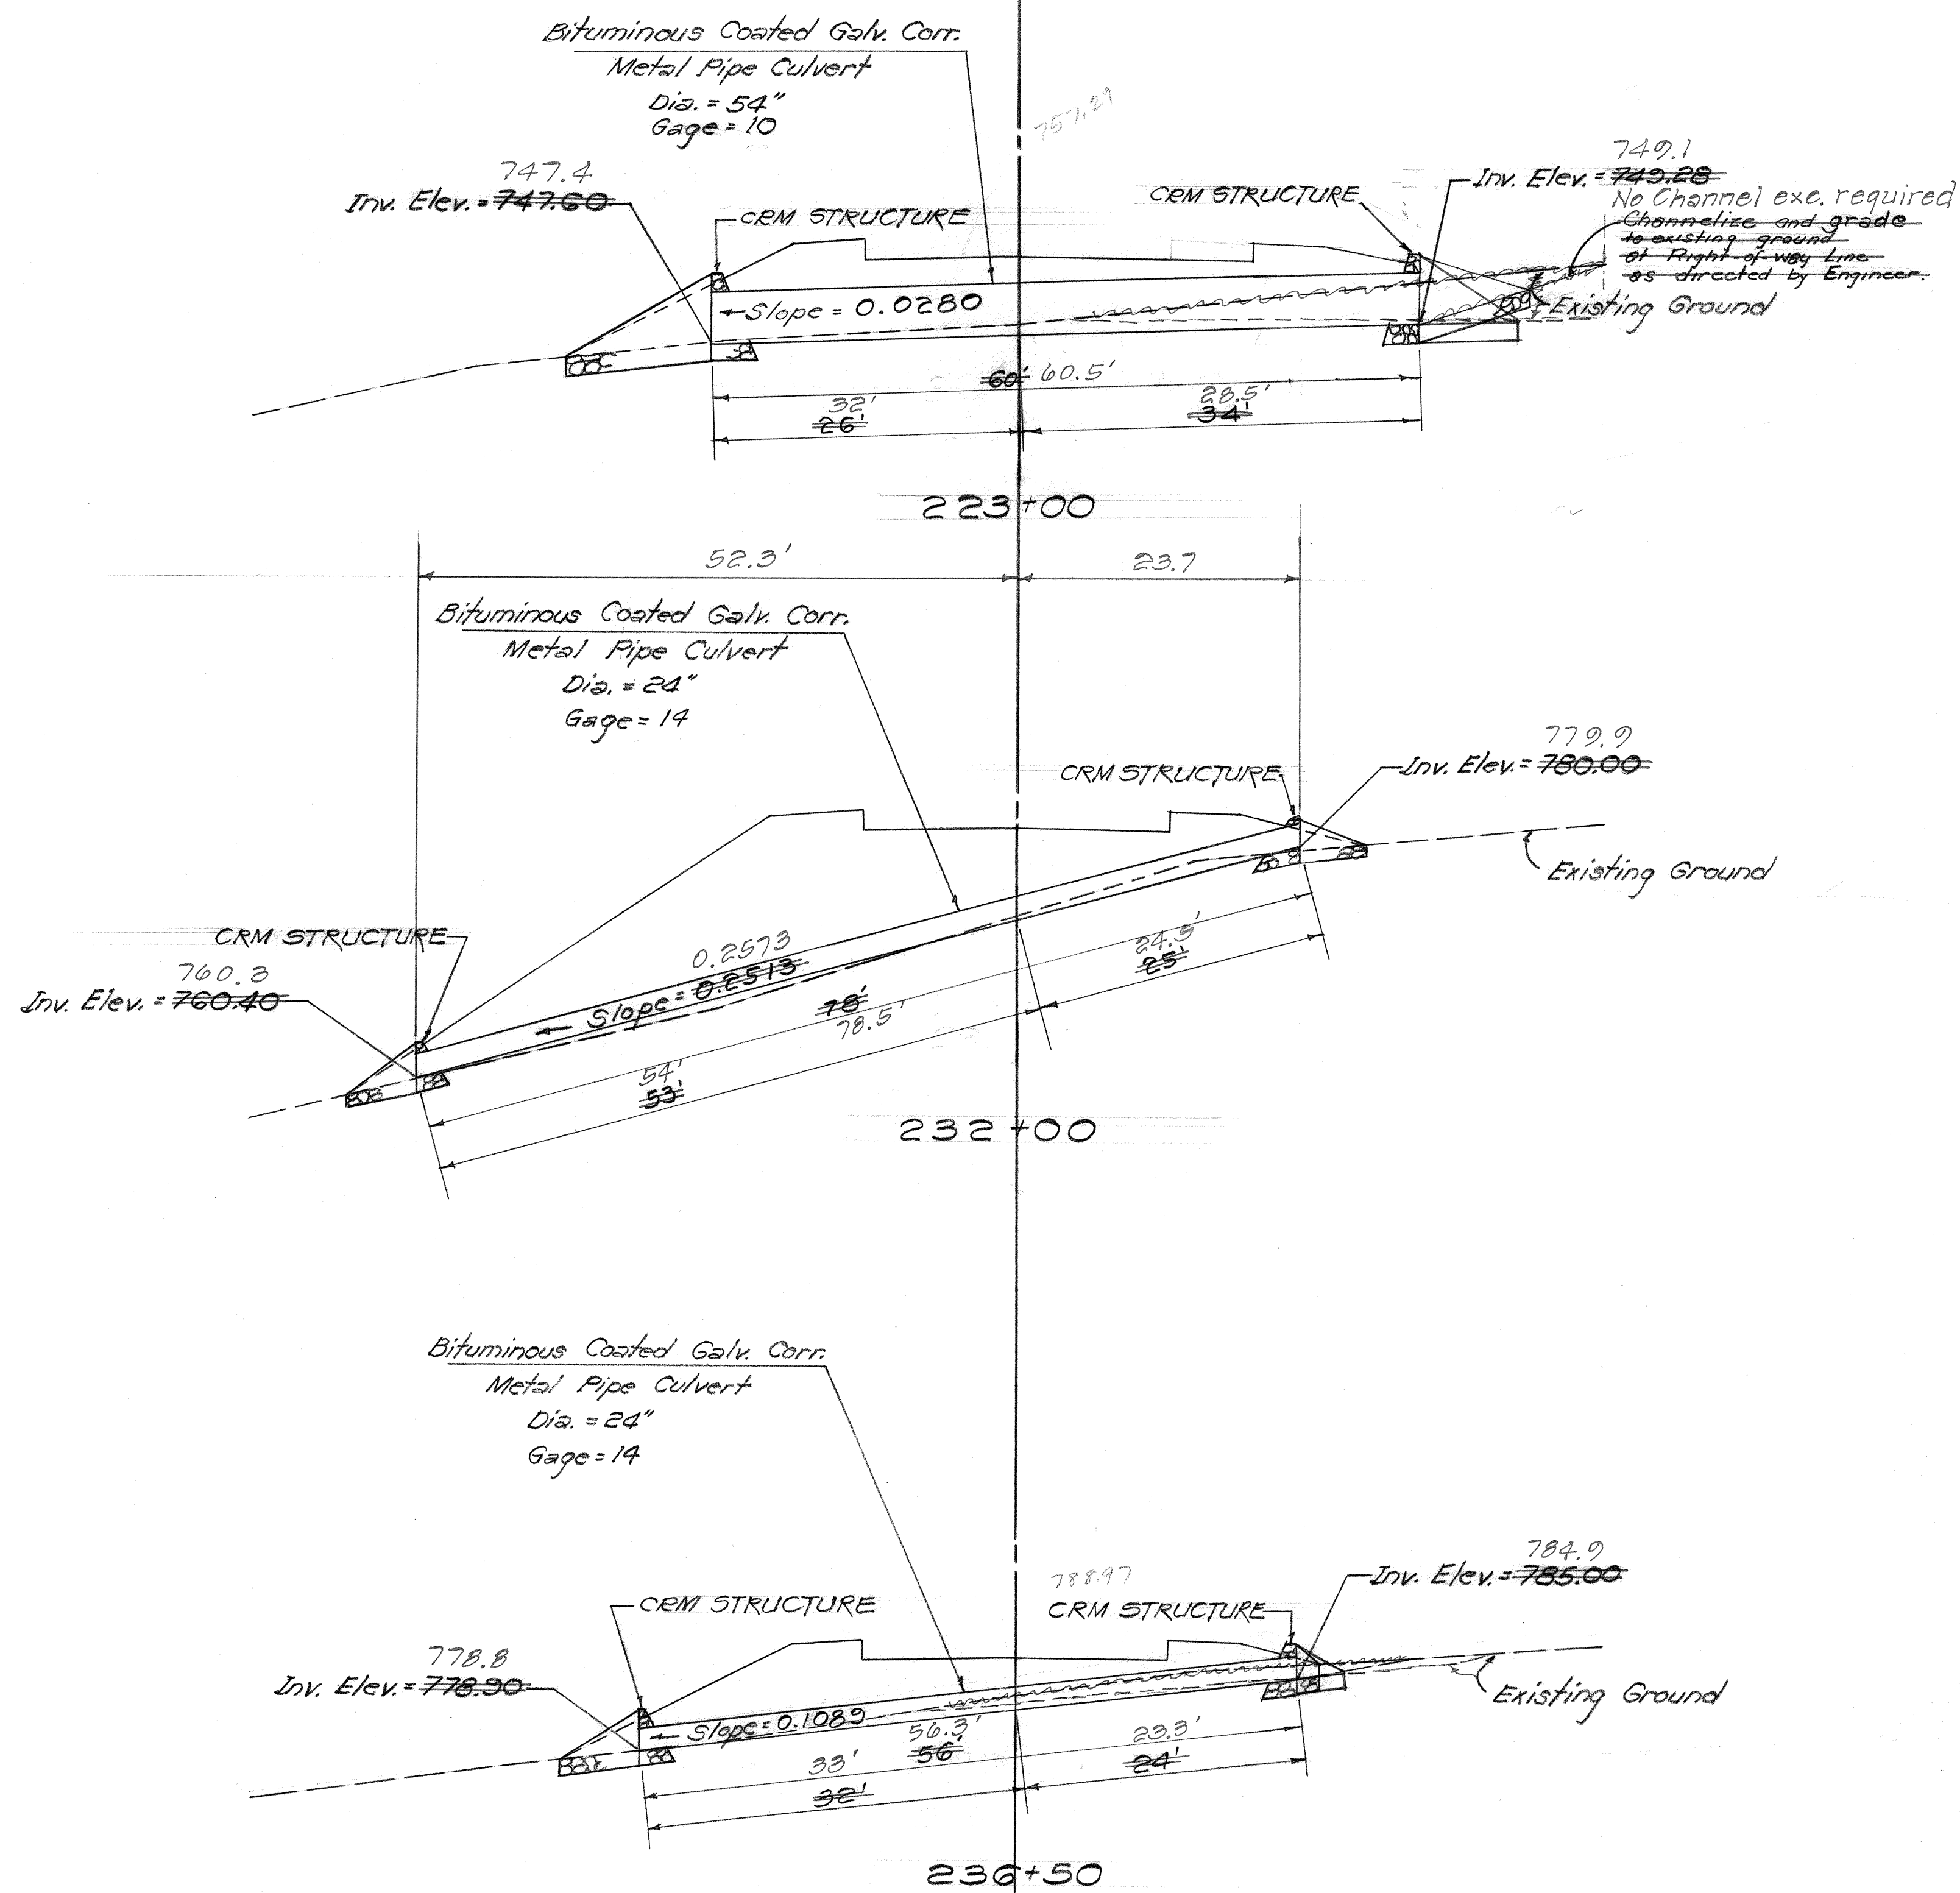 Bituminous Coated Galv. Corr.
Metal Pipe Culvert
Dia. = 54"
Gage = 10
757.29
747.4
Inv. Elev. = 747.60
CRM STRUCTURE
CRM STRUCTURE
749.1
Inv. Elev. = 749.28
No Channel exc. required
Channelize and grade
to existing ground
at Right-of-way Line
as directed by Engineer.
Existing Ground
Slope = 0.0280
60' 60.5'
32'
26'
28.5'
34'
223+00
52.3'
23.7
Bituminous Coated Galv. Corr.
Metal Pipe Culvert
Dia. = 24"
Gage = 14
779.9
Inv. Elev. = 780.00
CRM STRUCTURE
Existing Ground
CRM STRUCTURE
760.3
Inv. Elev. = 760.40
0.2573
Slope = 0.2513
78'
78.5'
24.5'
25'
54'
53'
232+00
Bituminous Coated Galv. Corr.
Metal Pipe Culvert
Dia. = 24"
Gage = 14
784.9
Inv. Elev. = 785.00
788.97
CRM STRUCTURE
CRM STRUCTURE
778.8
Inv. Elev. = 778.90
Existing Ground
Slope = 0.1089
56.3'
56'
23.3'
24'
33'
32'
236+50